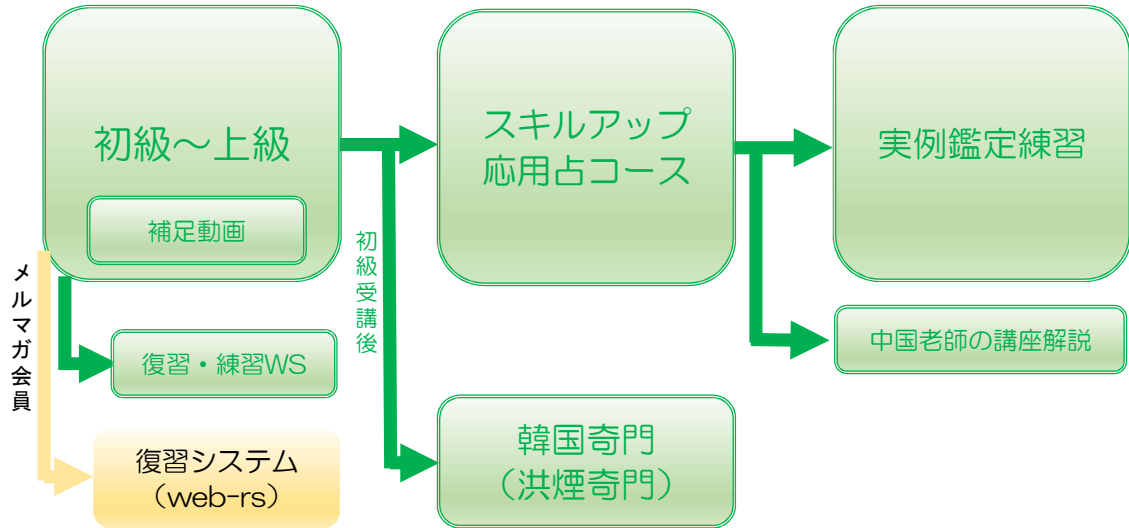 初級～上級
補足動画
メルマガ会員
復習・練習WS
復習システム
（web-rs）
初級受講後
スキルアップ
応用占コース
韓国奇門
（洪煙奇門）
実例鑑定練習
中国老師の講座解説